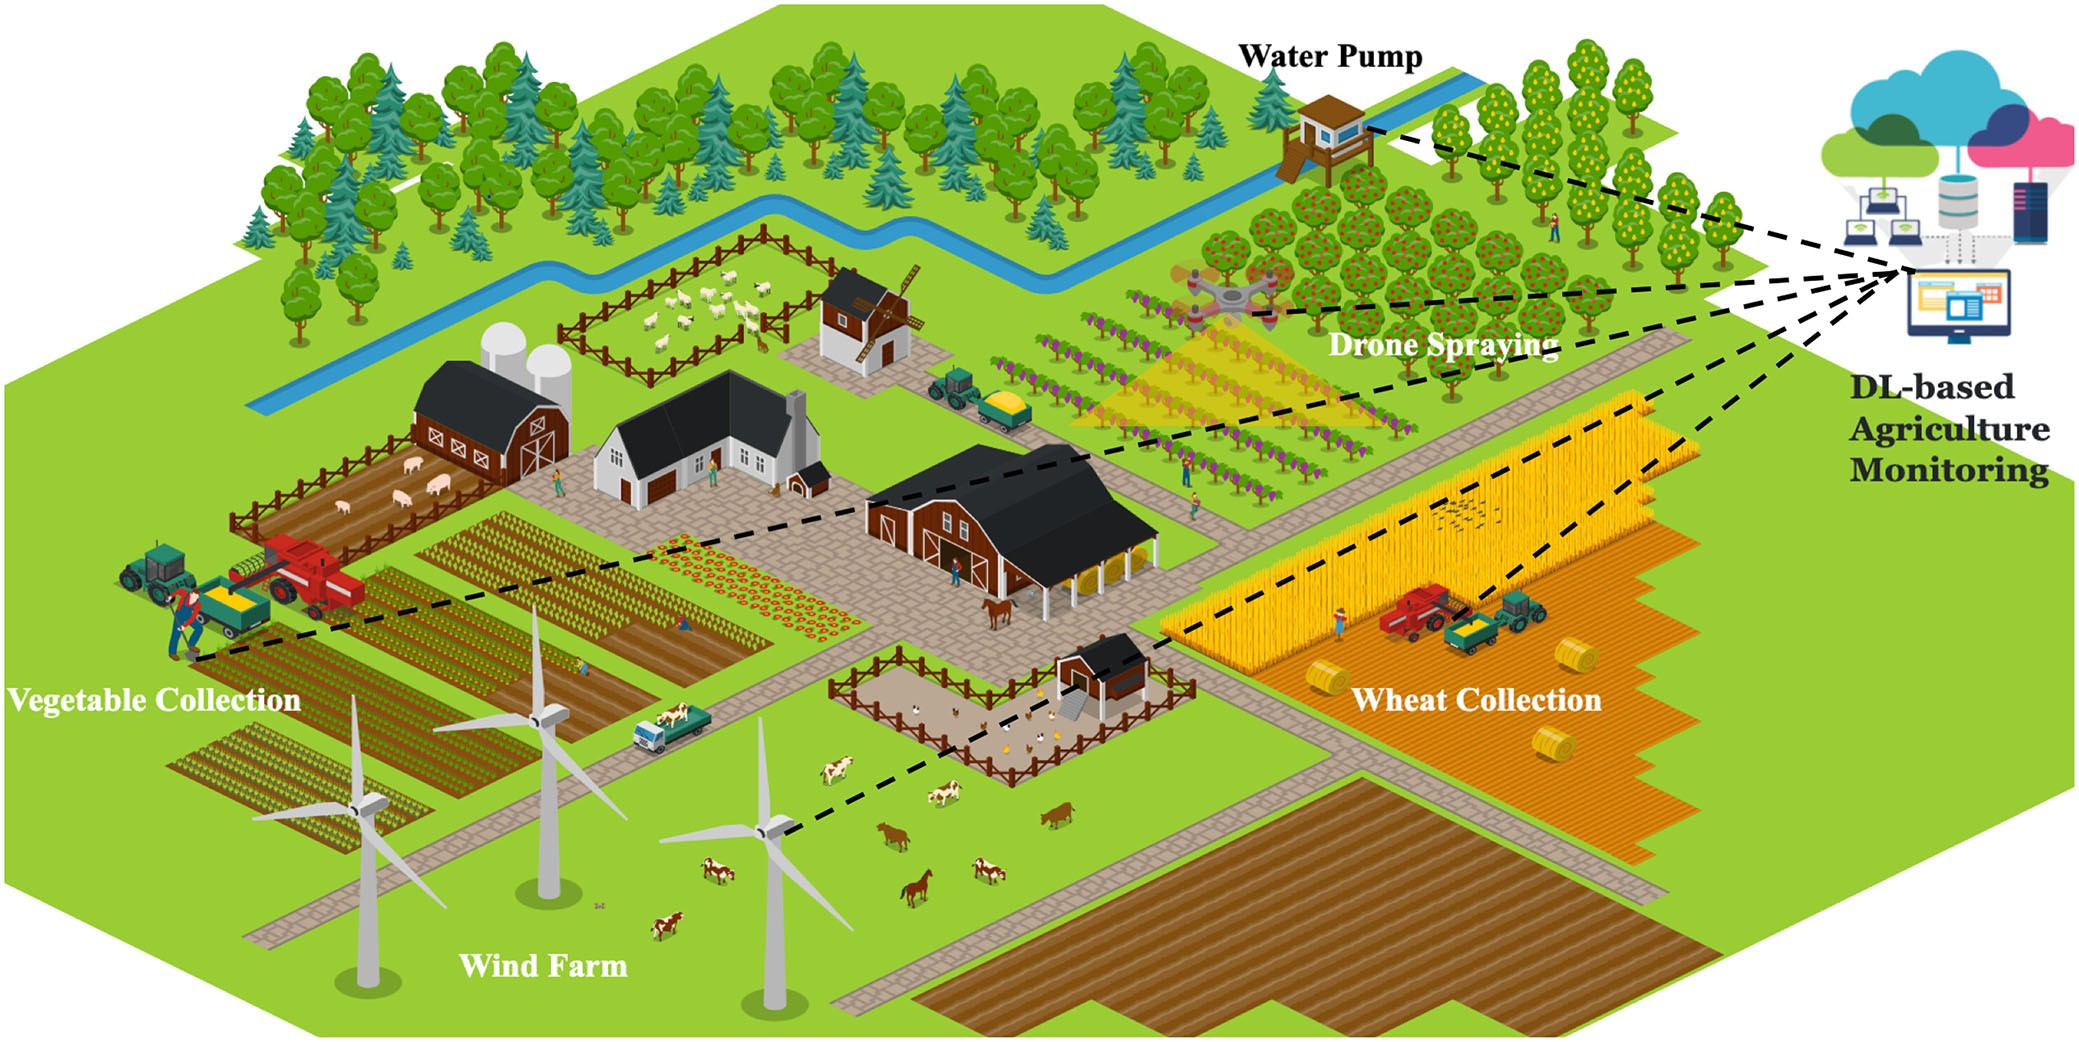 Water Pump
Drone Spraying
DL-based
Agriculture
Monitoring
Vegetable Collection
Wheat Collection
Wind Farm